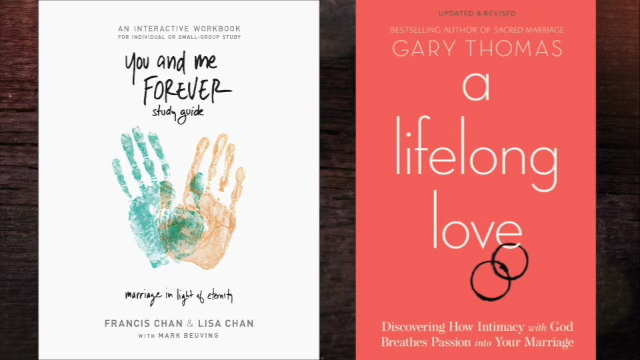 AN INTERACTIVE WORKBOOK
FOR INDIVIDUAL OR SMALL-GROUP STUDY
you and me
FOREVER
study guide
marriage in light of eternity
FRANCIS CHAN & LISA CHAN
WITH MARK BEUVING
UPDATED & REVISED
BESTSELLING AUTHOR OF SACRED MARRIAGE
GARY THOMAS
a
lifelong
love
Discovering How Intimacy with God
Breathes Passion into Your Marriage